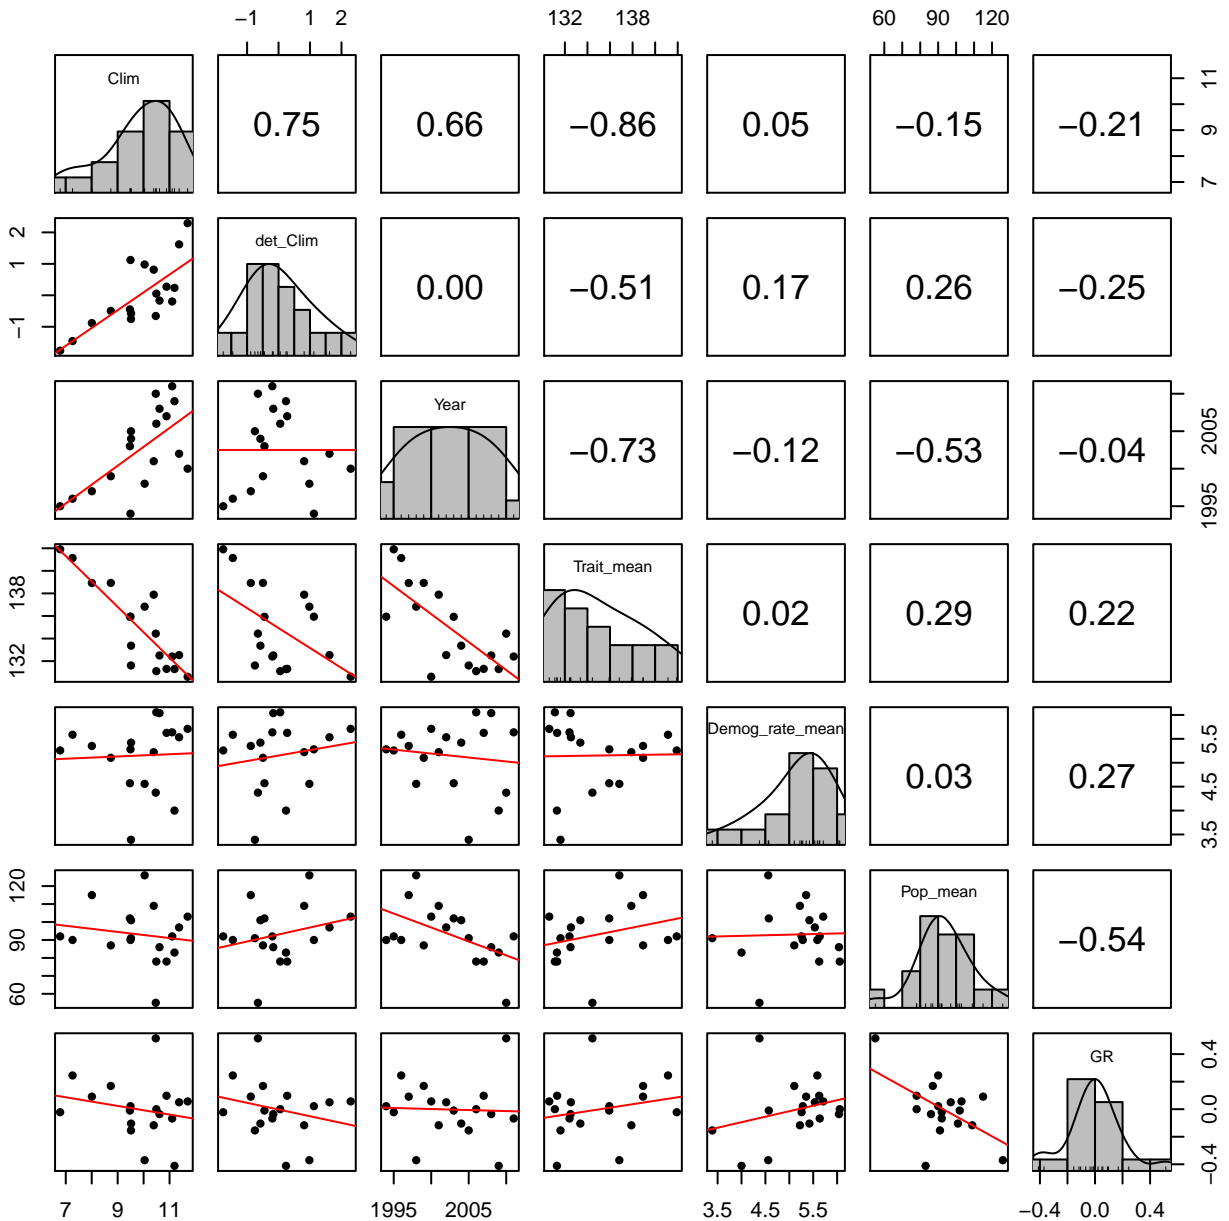 −1 1 2 132 138 60 90 120
Clim 0.75 0.66 −0.86 0.05 −0.15 −0.21 7 9 11
−1 1 2 det_Clim 0.00 −0.51 0.17 0.26 −0.25
Year −0.73 −0.12 −0.53 −0.04 1995 2005
132 138 Trait_mean 0.02 0.29 0.22
Demog_rate_mean 0.03 0.27 3.5 4.5 5.5
60 90 120 Pop_mean −0.54
GR −0.4 0.0 0.4
7 9 11 1995 2005 3.5 4.5 5.5 −0.4 0.0 0.4